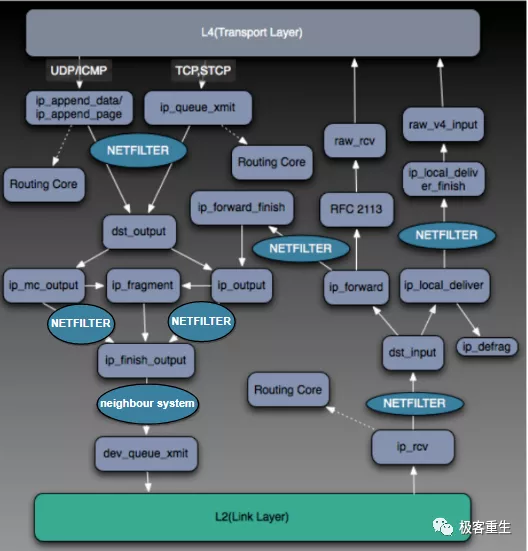 L4(Transport Layer)
UDP/ICMP
TCP,STCP
ip_append_data/
ip_append_page
ip_queue_xmit
NETFILTER
Routing Core
Routing Core
raw_rcv
raw_v4_input
ip_local_deliv
er_finish
ip_forward_finish
RFC 2113
dst_output
NETFILTER
NETFILTER
ip_mc_output
ip_fragment
ip_output
ip_forward
ip_local_deliver
NETFILTER
NETFILTER
ip_finish_output
dst_input
ip_defrag
Routing Core
neighbour system
NETFILTER
dev_queue_xmit
ip_rcv
L2(Link Layer)
极客重生